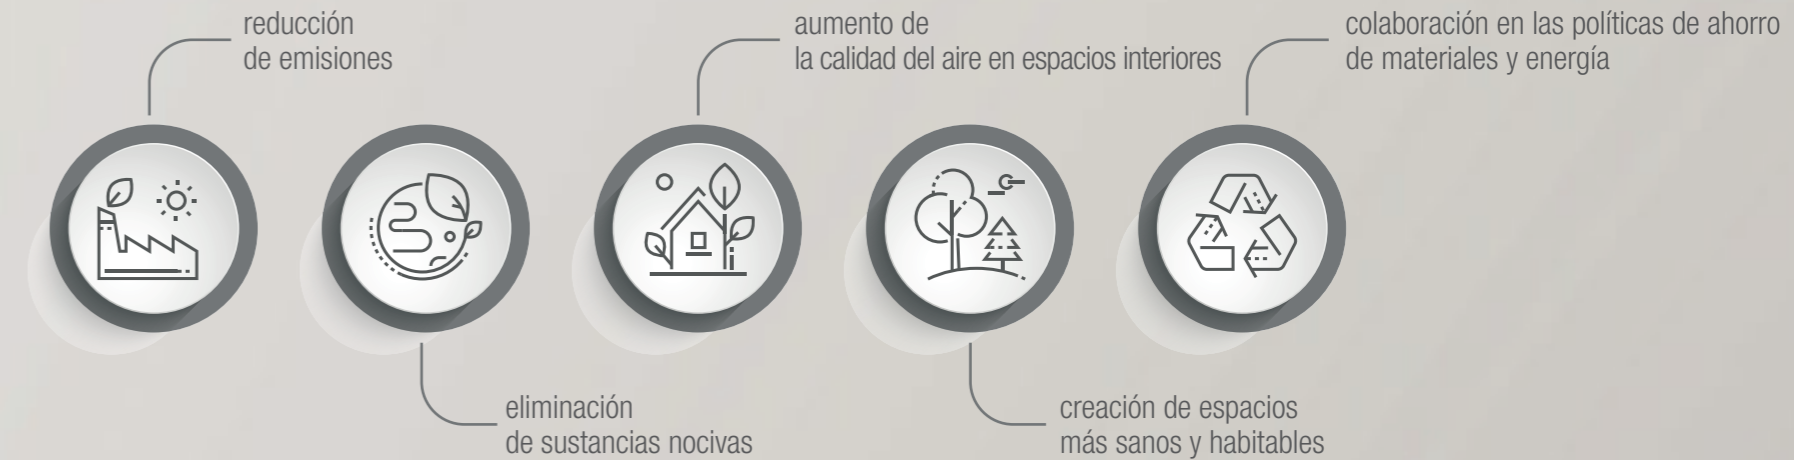 reducción
de emisiones
eliminación
de sustancias nocivas
aumento de
la calidad del aire en espacios interiores
creación de espacios
más sanos y habitables
colaboración en las políticas de ahorro
de materiales y energía